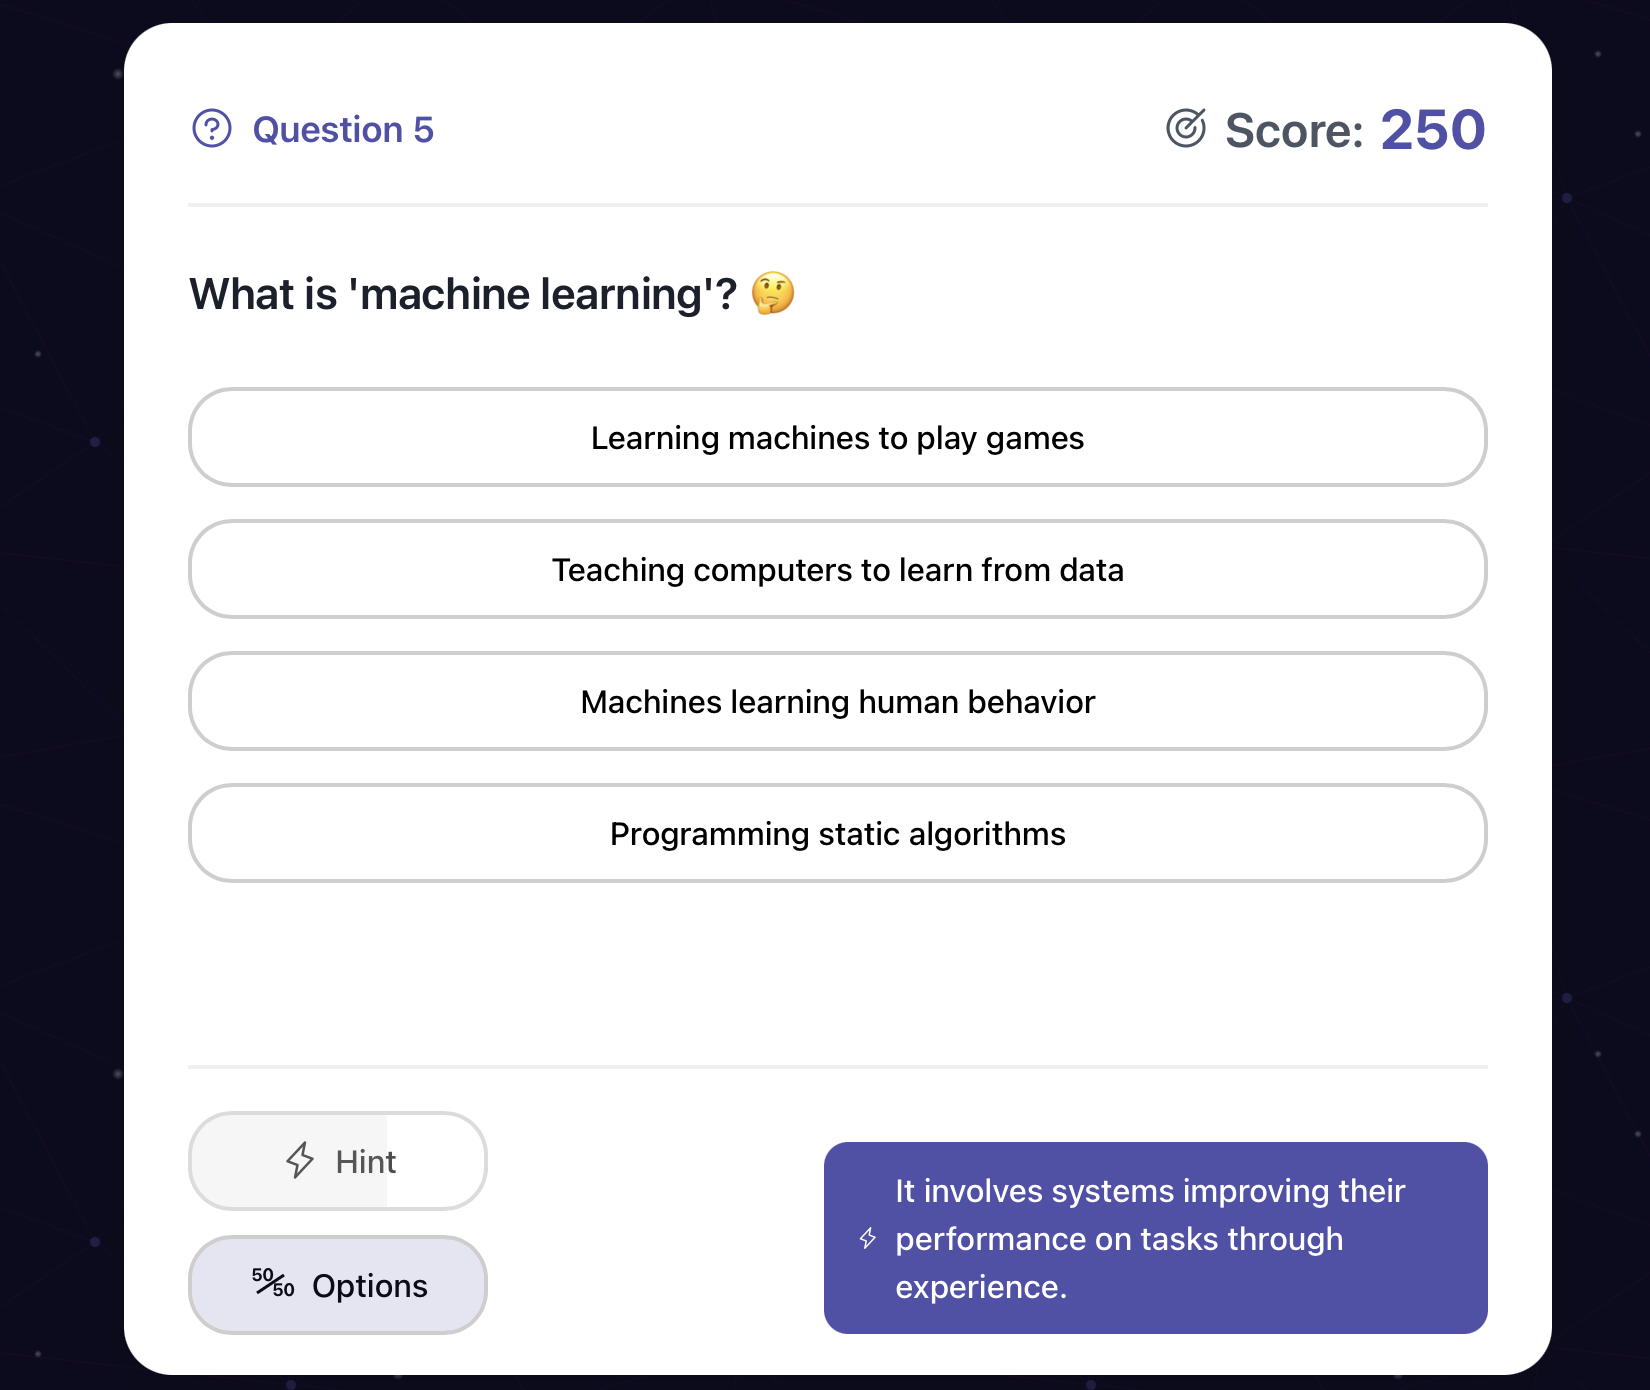 Question 5
Score: 250
What is 'machine learning'? 🤔
Learning machines to play games
Teaching computers to learn from data
Machines learning human behavior
Programming static algorithms
Hint
50/50 Options
It involves systems improving their
performance on tasks through
experience.